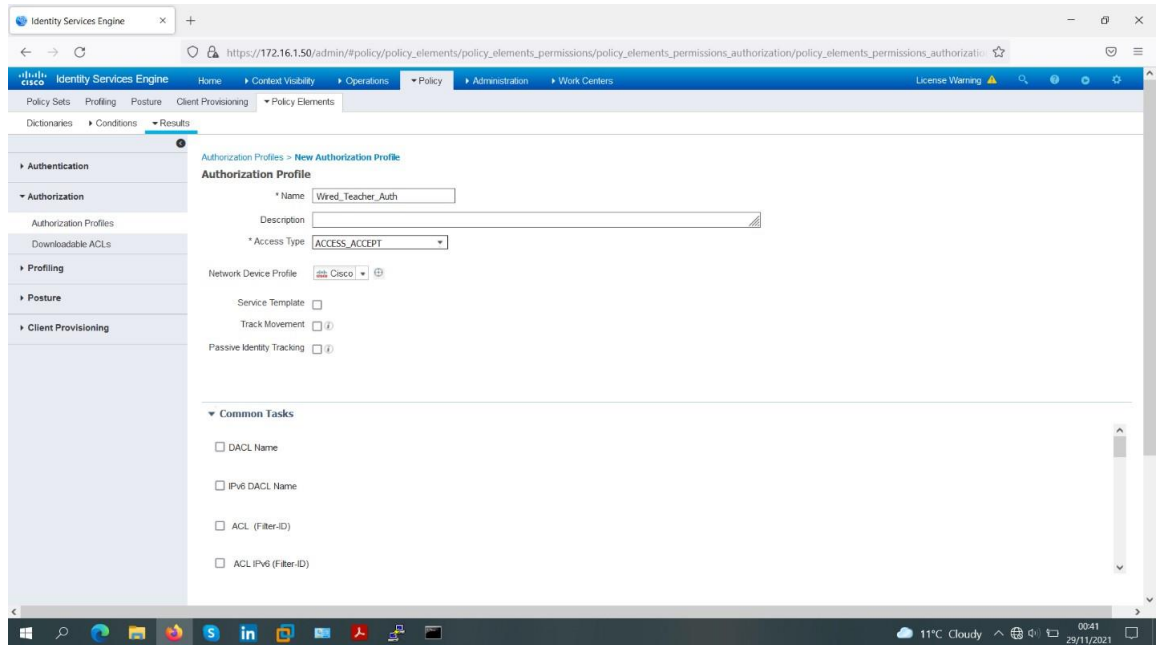 Identity Services Engine
https://172.16.1.50/admin/#policy/policy_elements/policy_elements_permissions/policy_elements_permissions_authorization/policy_elements_permissions_authorizatio
CISCO Identity Services Engine Home Context Visibility Operations Policy Administration Work Centers License Warning
Policy Sets Profiling Posture Client Provisioning Policy Elements
Dictionaries Conditions Results
Authentication
Authorization
Authorization Profiles
Downloadable ACLs
Profiling
Posture
Client Provisioning
Authorization Profiles > New Authorization Profile
Authorization Profile
* Name Wired_Teacher_Auth
Description
* Access Type ACCESS_ACCEPT
Network Device Profile Cisco
Service Template
Track Movement
Passive Identity Tracking
Common Tasks
DACL Name
IPv6 DACL Name
ACL (Filter-ID)
ACL IPv6 (Filter-ID)
11°C Cloudy 00:41
29/11/2021